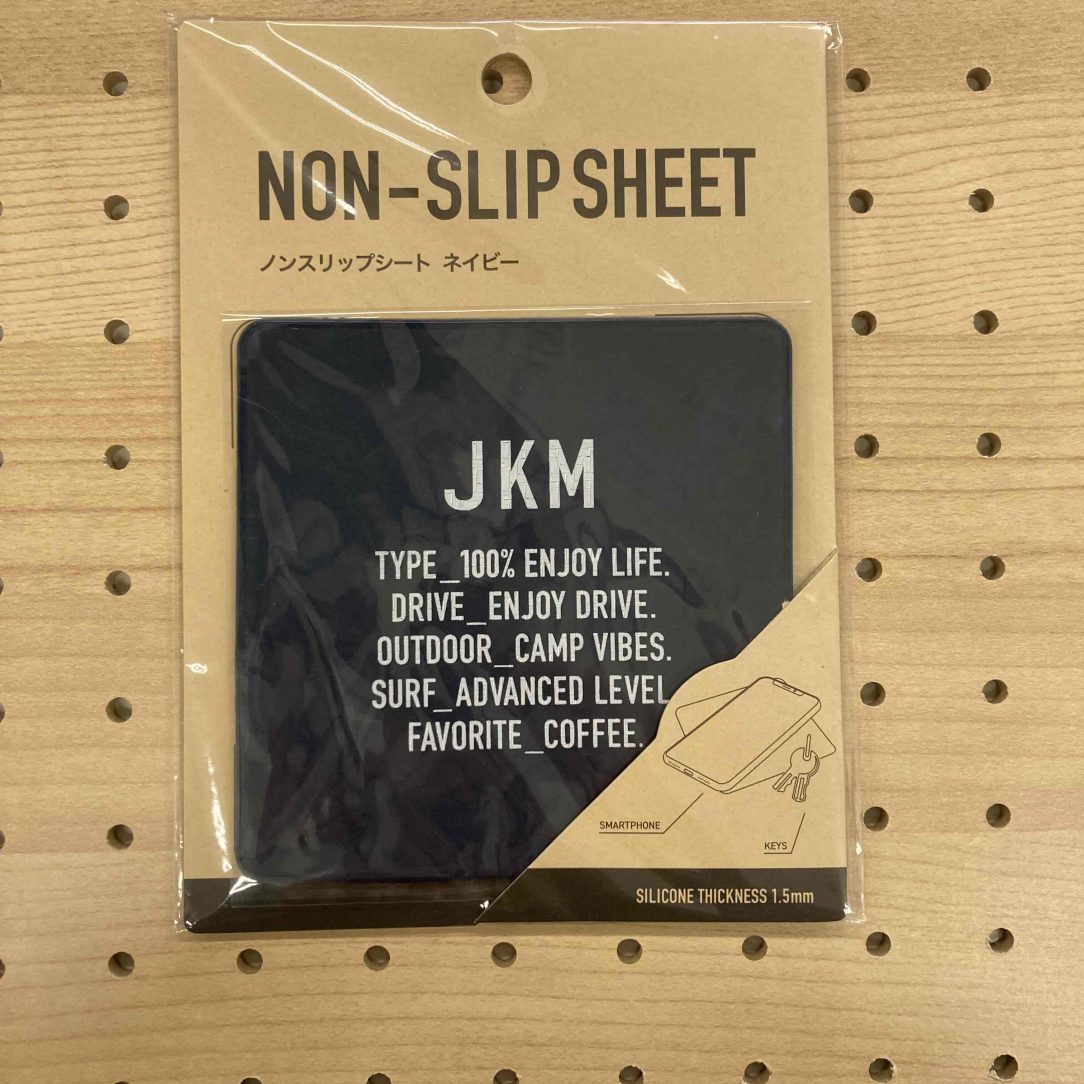 NON-SLIP SHEET
ノンスリップシート ネイビー
JKM
TYPE_100% ENJOY LIFE.
DRIVE_ENJOY DRIVE.
OUTDOOR_CAMP VIBES.
SURF_ADVANCED LEVEL
FAVORITE_COFFEE.
SMARTPHONE
KEYS
SILICONE THICKNESS 1.5mm